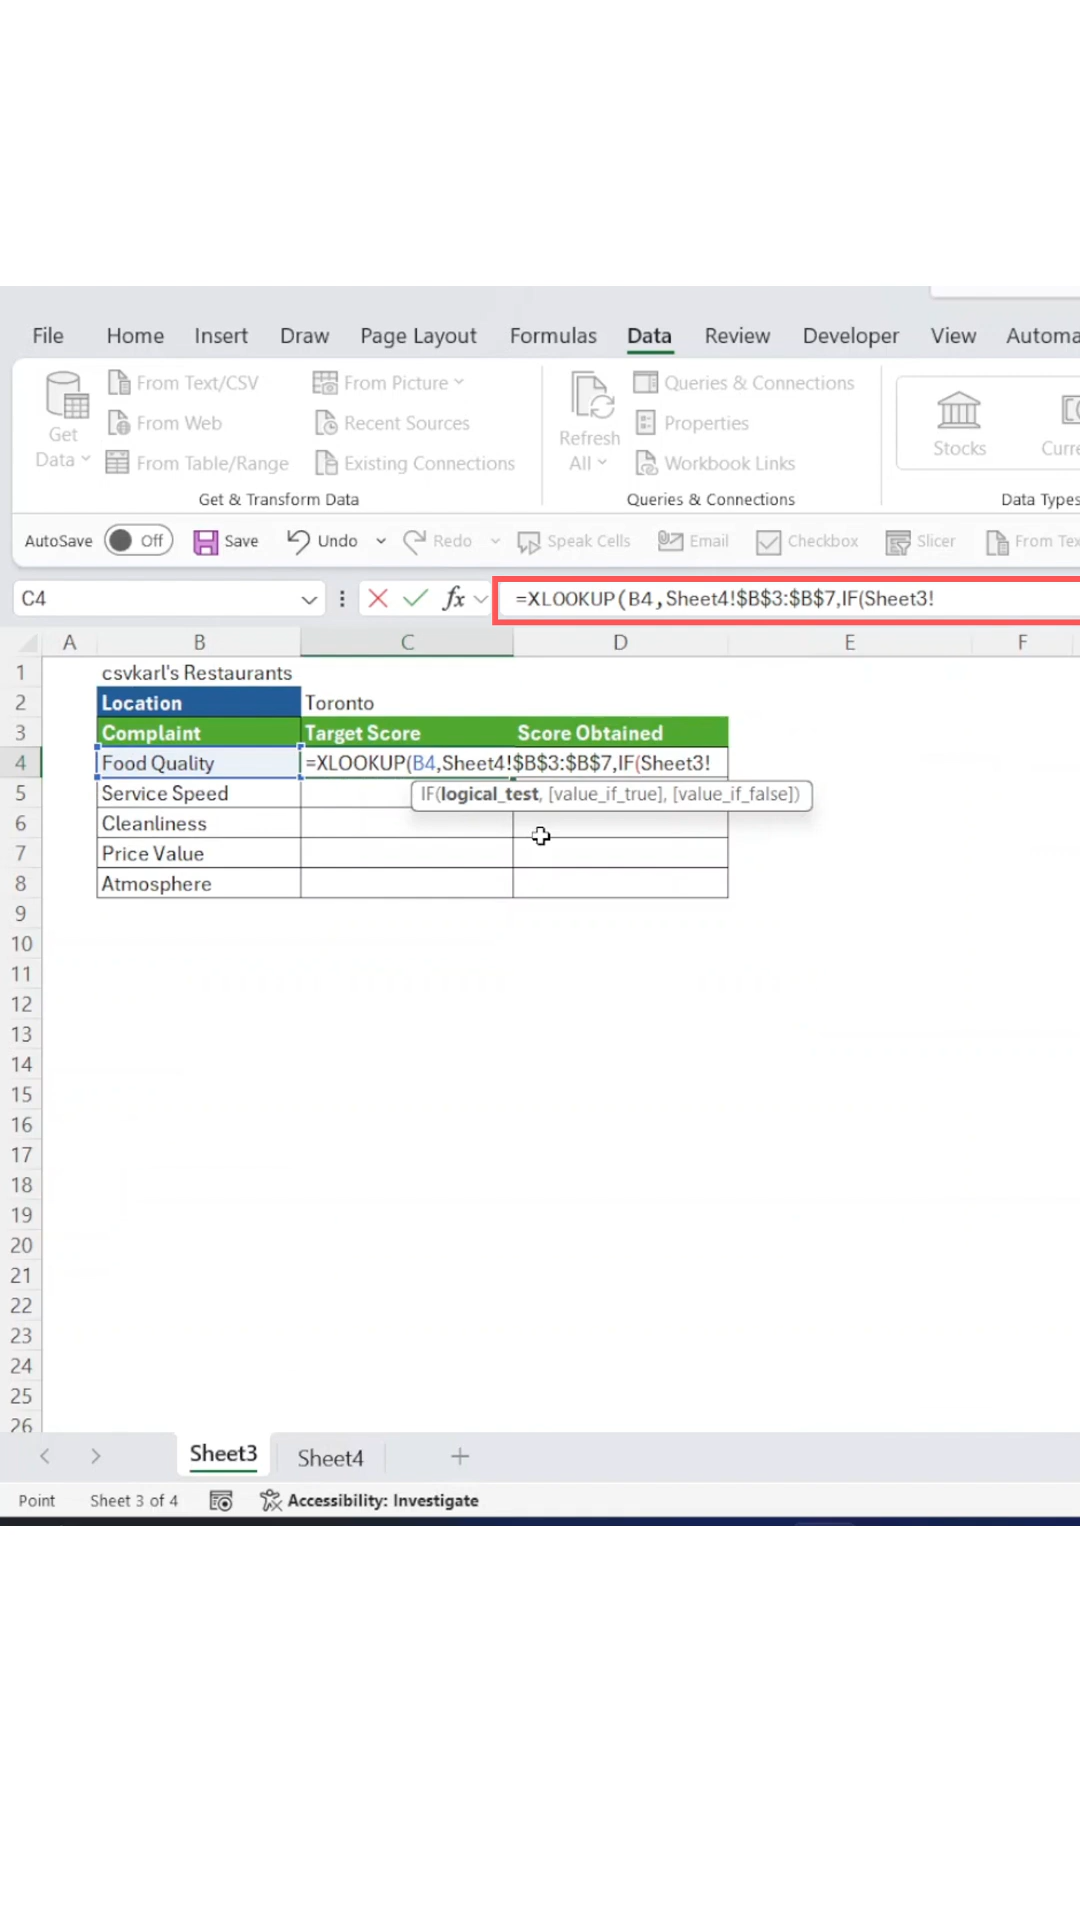 File Home Insert Draw Page Layout Formulas Data Review Developer View Automa
Get Data
From Text/CSV
From Web
From Table/Range
From Picture
Recent Sources
Existing Connections
Get & Transform Data
Refresh All
Queries & Connections
Properties
Workbook Links
Queries & Connections
Stocks
Curre
Data Types
AutoSave Off Save Undo Redo Speak Cells Email Checkbox Slicer From Tex
C4 fx =XLOOKUP(B4,Sheet4!$B$3:$B$7,IF(Sheet3!
A B C D E F
1 csvkarl's Restaurants
2 Location Toronto
3 Complaint Target Score Score Obtained
4 Food Quality =XLOOKUP(B4,Sheet4!$B$3:$B$7,IF(Sheet3!
5 Service Speed IF(logical_test, [value_if_true], [value_if_false])
6 Cleanliness
7 Price Value
8 Atmosphere
9
10
11
12
13
14
15
16
17
18
19
20
21
22
23
24
25
26
Sheet3 Sheet4
Point Sheet 3 of 4 Accessibility: Investigate